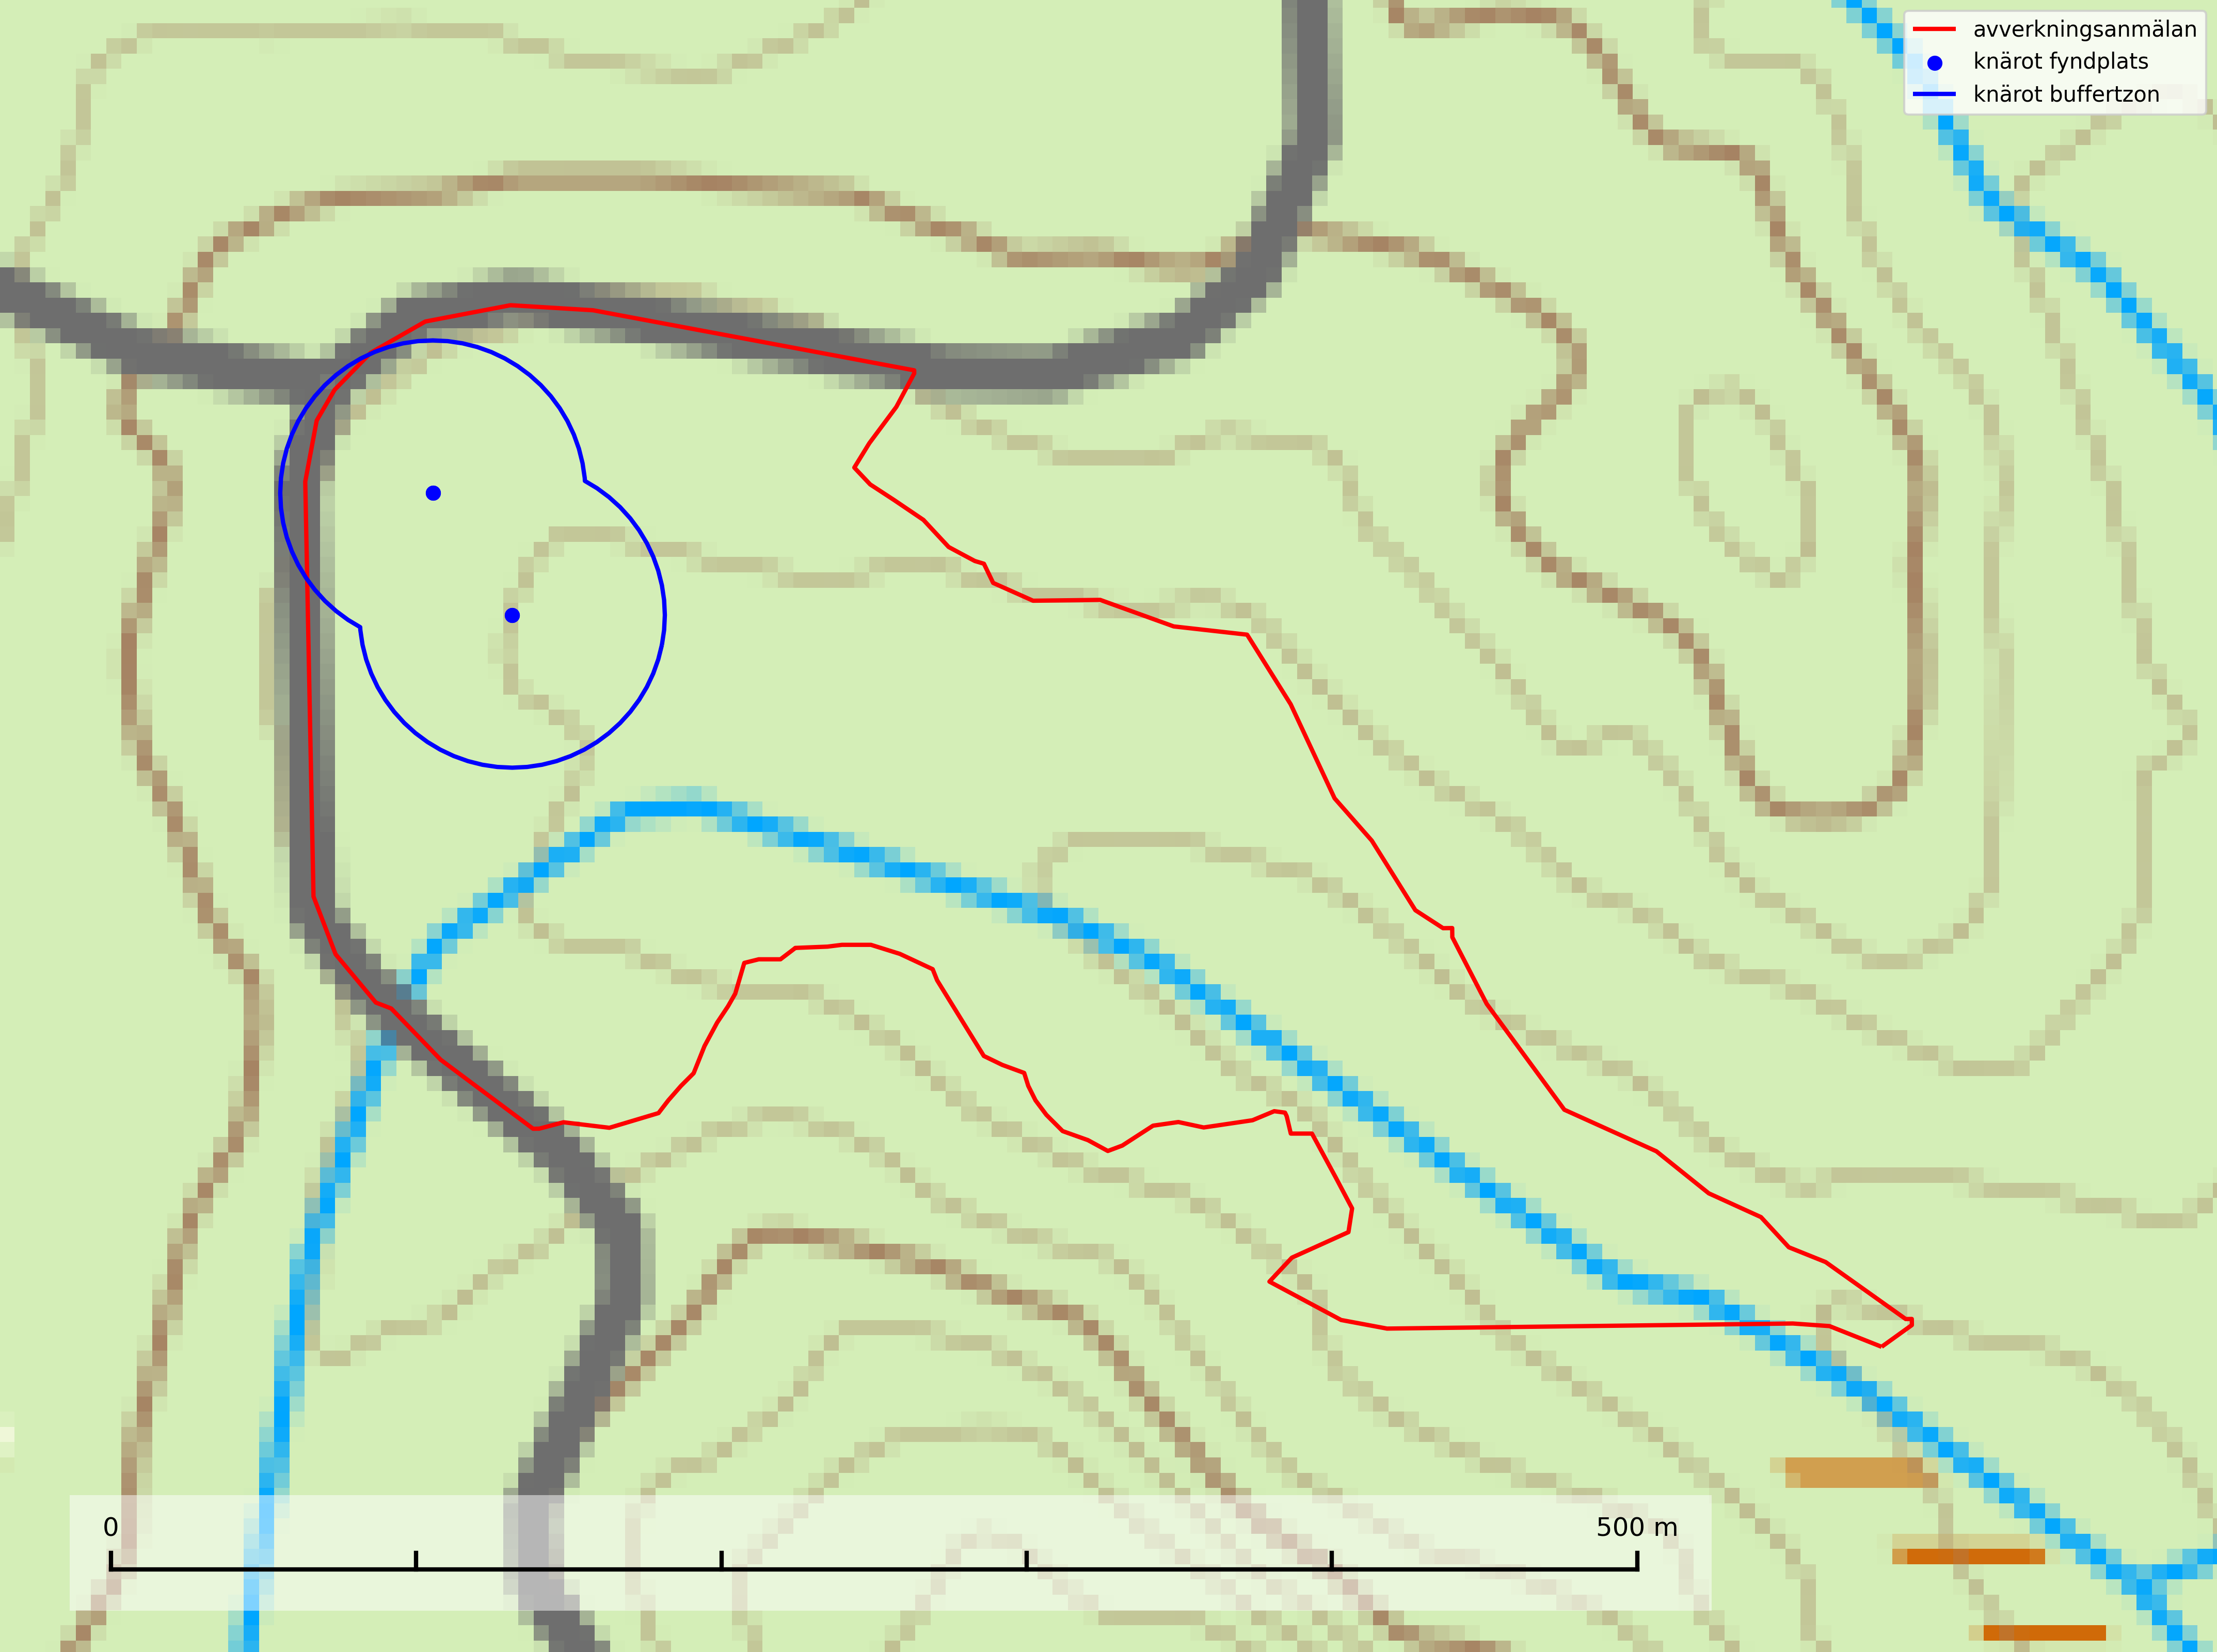 avverkningsanmälan
knärot fyndplats
knärot buffertzon
0 500 m